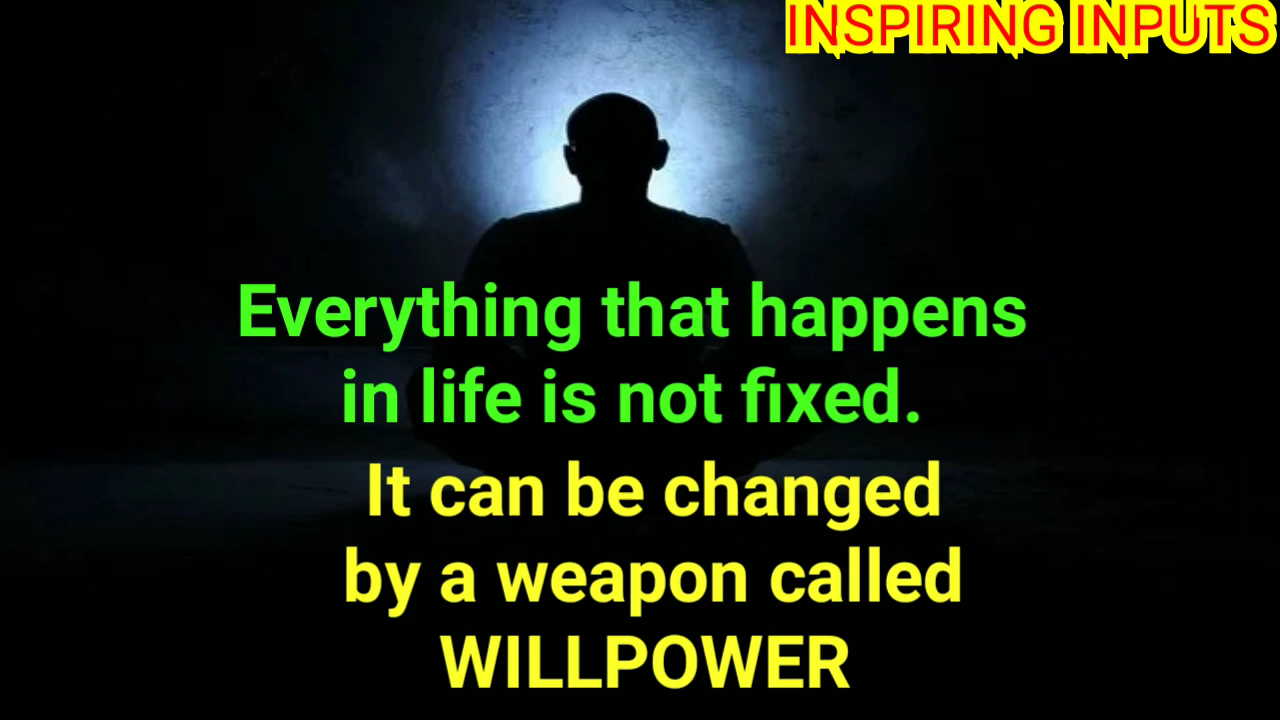 INSPIRING INPUTS
Everything that happens
in life is not fixed.
It can be changed
by a weapon called
WILLPOWER